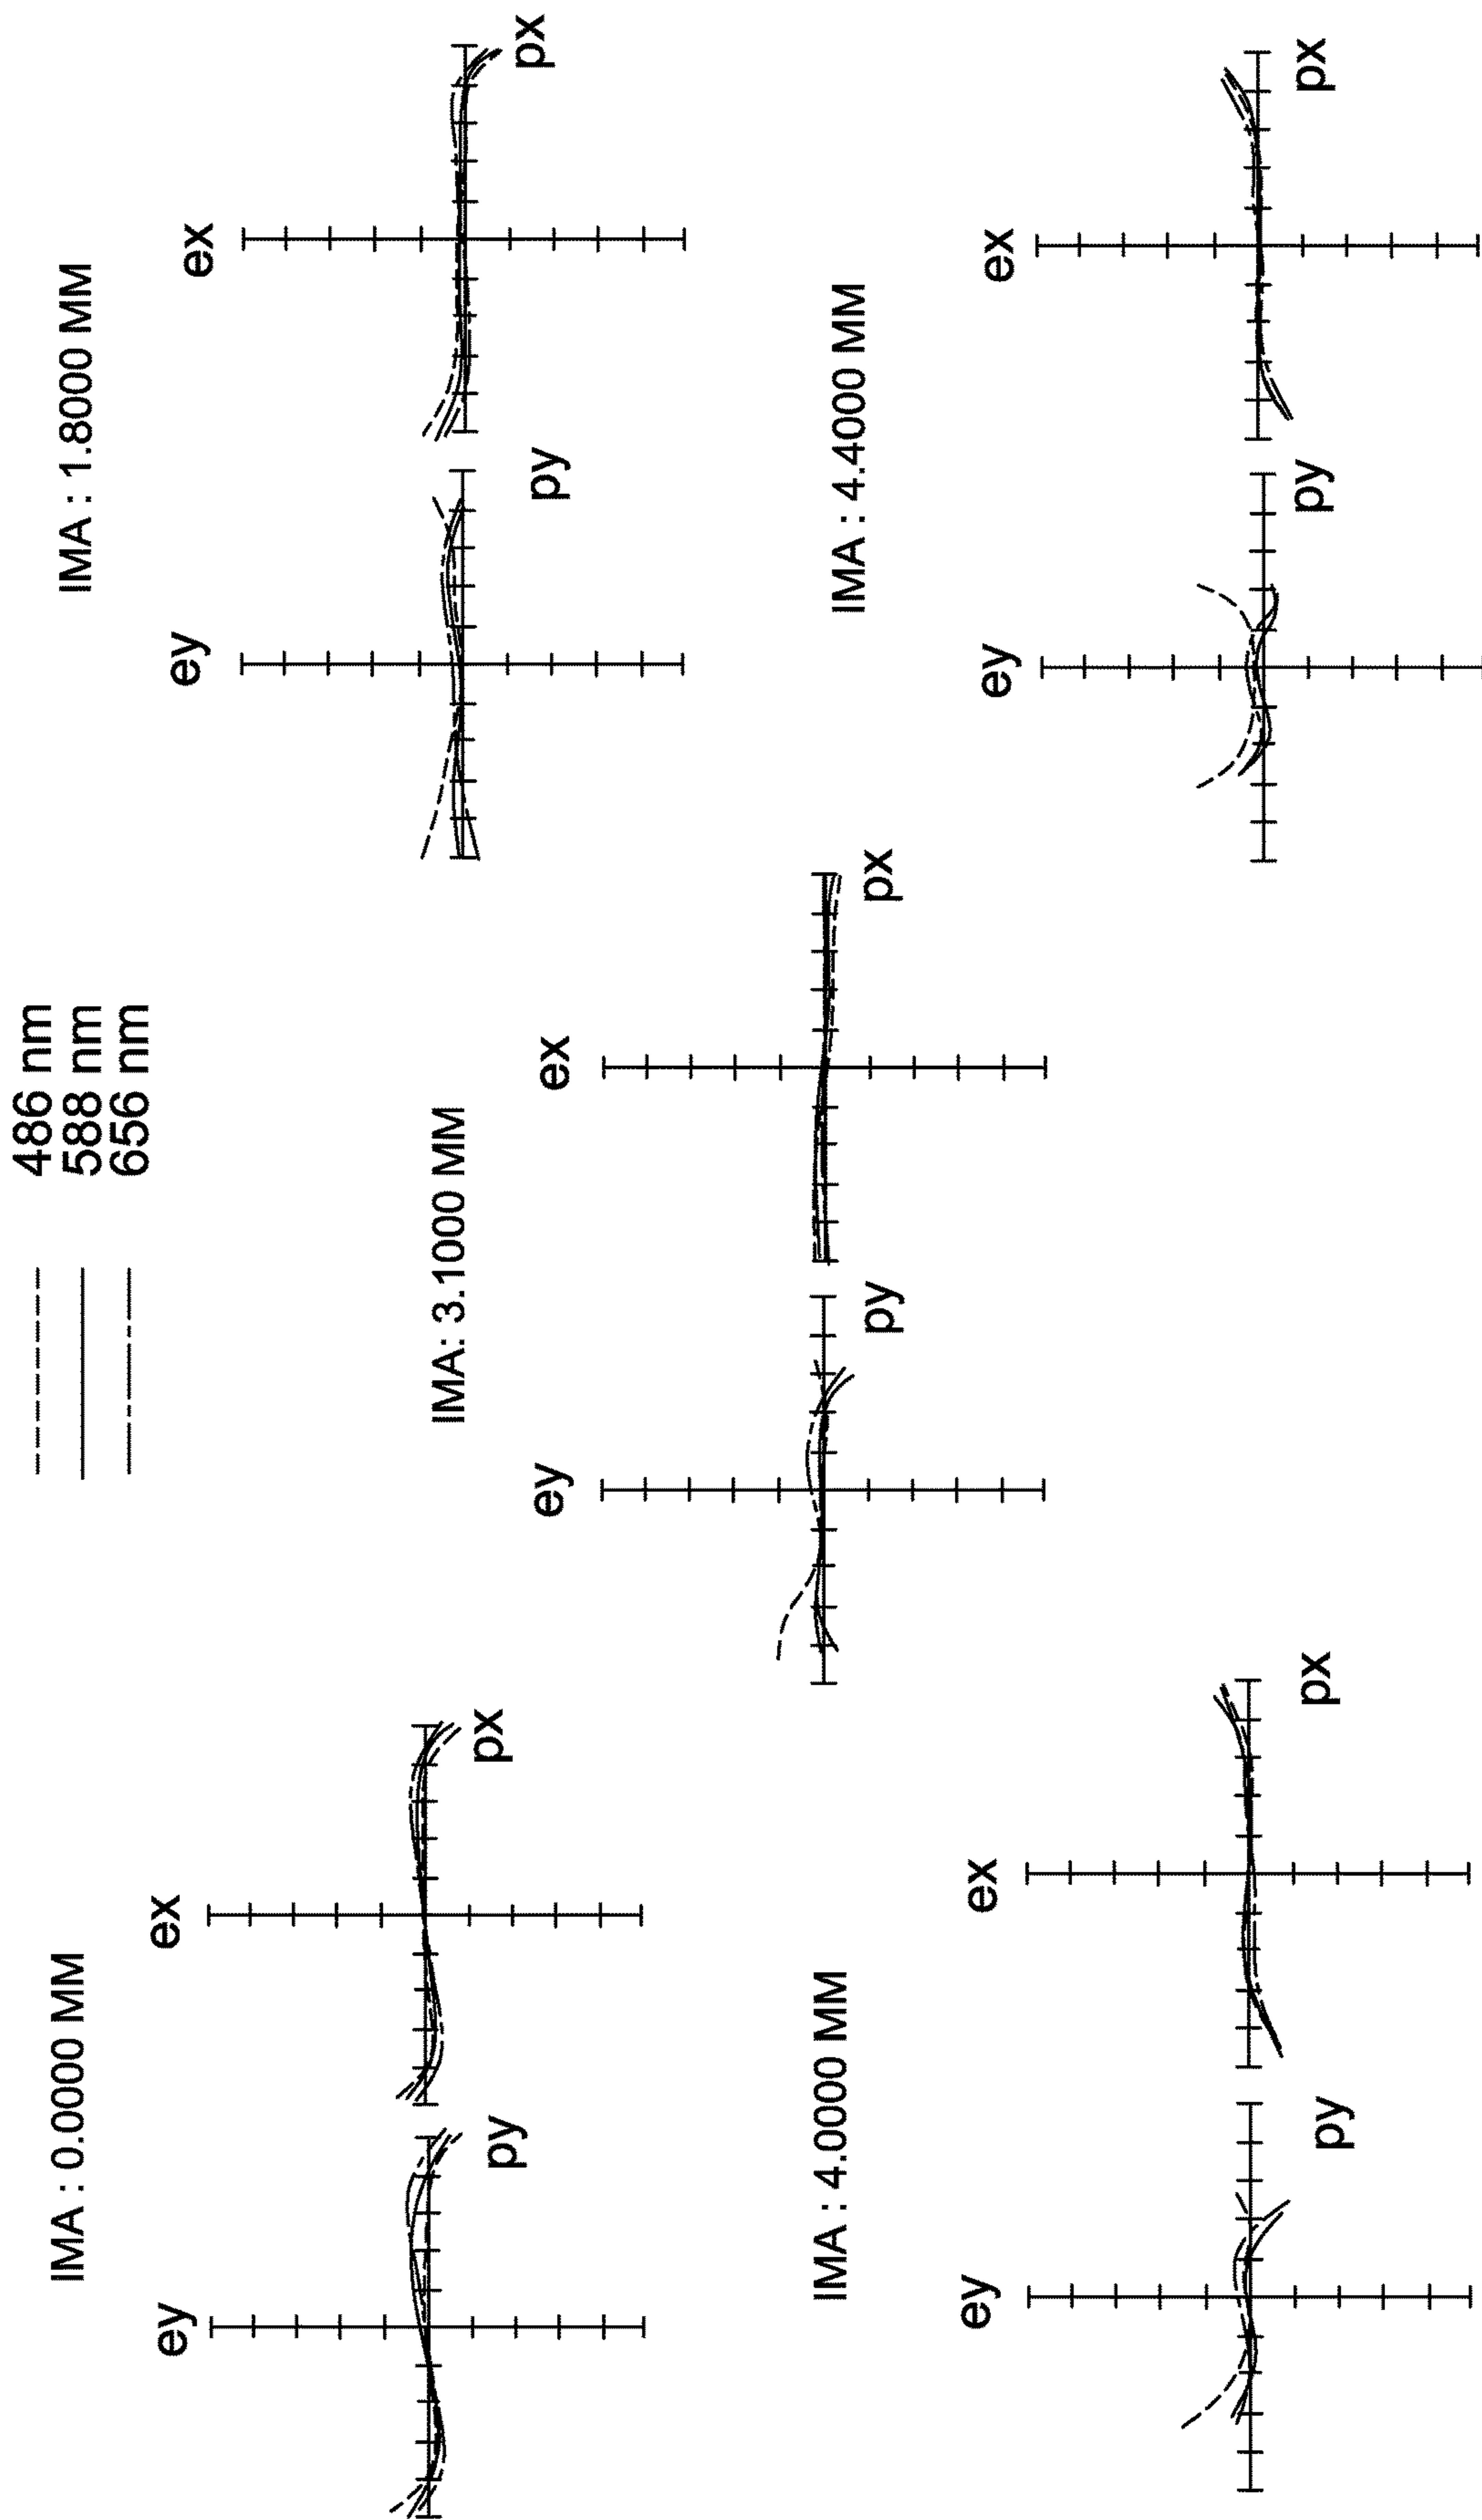 486 nm
588 nm
656 nm
IMA : 0.0000 MM
ey
py
ex
px
IMA : 1.8000 MM
ey
py
ex
px
IMA: 3.1000 MM
ey
py
ex
px
IMA : 4.0000 MM
ey
py
ex
px
IMA : 4.4000 MM
ey
py
ex
px